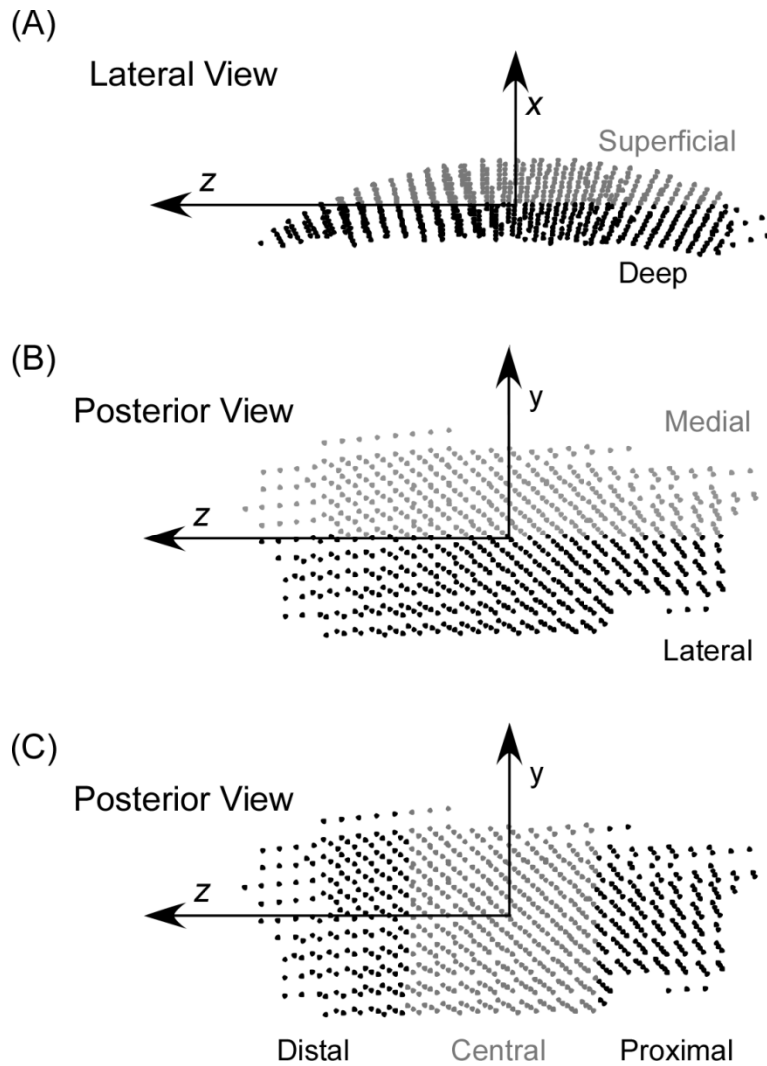 (A)
Lateral View
x
Superficial
z
Deep
(B)
Posterior View
y
Medial
z
Lateral
(C)
Posterior View
y
z
Distal Central Proximal